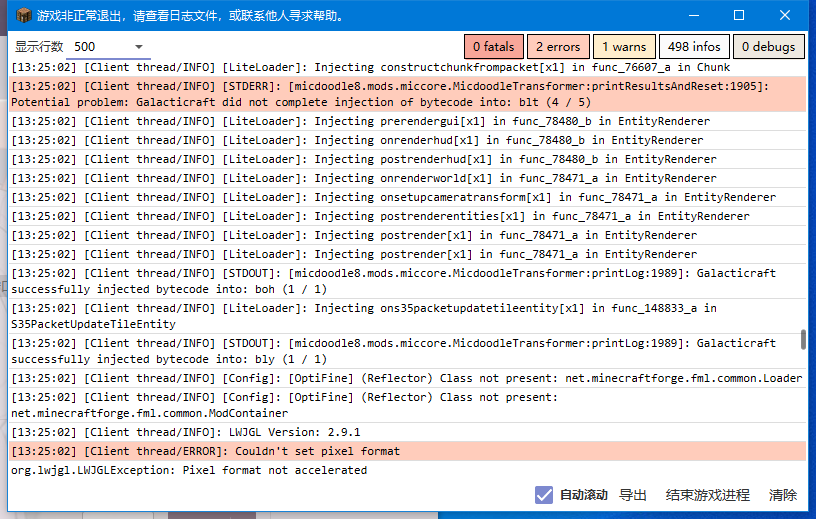 游戏非正常退出，请查看日志文件，或联系他人寻求帮助。
显示行数 500 0 fatals 2 errors 1 warns 498 infos 0 debugs
[13:25:02] [Client thread/INFO] [LiteLoader]: Injecting constructchunkfrompacket[x1] in func_76607_a in Chunk
[13:25:02] [Client thread/INFO] [STDERR]: [micdoodle8.mods.miccore.MicdoodleTransformer:printResultsAndReset:1905]:
Potential problem: Galacticraft did not complete injection of bytecode into: blt (4 / 5)
[13:25:02] [Client thread/INFO] [LiteLoader]: Injecting prerendergui[x1] in func_78480_b in EntityRenderer
[13:25:02] [Client thread/INFO] [LiteLoader]: Injecting onrenderhud[x1] in func_78480_b in EntityRenderer
[13:25:02] [Client thread/INFO] [LiteLoader]: Injecting postrenderhud[x1] in func_78480_b in EntityRenderer
[13:25:02] [Client thread/INFO] [LiteLoader]: Injecting onrenderworld[x1] in func_78471_a in EntityRenderer
[13:25:02] [Client thread/INFO] [LiteLoader]: Injecting onsetupcameratransform[x1] in func_78471_a in EntityRenderer
[13:25:02] [Client thread/INFO] [LiteLoader]: Injecting postrenderentities[x1] in func_78471_a in EntityRenderer
[13:25:02] [Client thread/INFO] [LiteLoader]: Injecting postrender[x1] in func_78471_a in EntityRenderer
[13:25:02] [Client thread/INFO] [LiteLoader]: Injecting postrender[x1] in func_78471_a in EntityRenderer
[13:25:02] [Client thread/INFO] [STDOUT]: [micdoodle8.mods.miccore.MicdoodleTransformer:printLog:1989]: Galacticraft
successfully injected bytecode into: boh (1 / 1)
[13:25:02] [Client thread/INFO] [LiteLoader]: Injecting ons35packetupdatetileentity[x1] in func_148833_a in
S35PacketUpdateTileEntity
[13:25:02] [Client thread/INFO] [STDOUT]: [micdoodle8.mods.miccore.MicdoodleTransformer:printLog:1989]: Galacticraft
successfully injected bytecode into: bly (1 / 1)
[13:25:02] [Client thread/INFO] [Config]: [OptiFine] (Reflector) Class not present: net.minecraftforge.fml.common.Loader
[13:25:02] [Client thread/INFO] [Config]: [OptiFine] (Reflector) Class not present:
net.minecraftforge.fml.common.ModContainer
[13:25:02] [Client thread/INFO]: LWJGL Version: 2.9.1
[13:25:02] [Client thread/ERROR]: Couldn't set pixel format
org.lwjgl.LWJGLException: Pixel format not accelerated
自动滚动 导出 结束游戏进程 清除